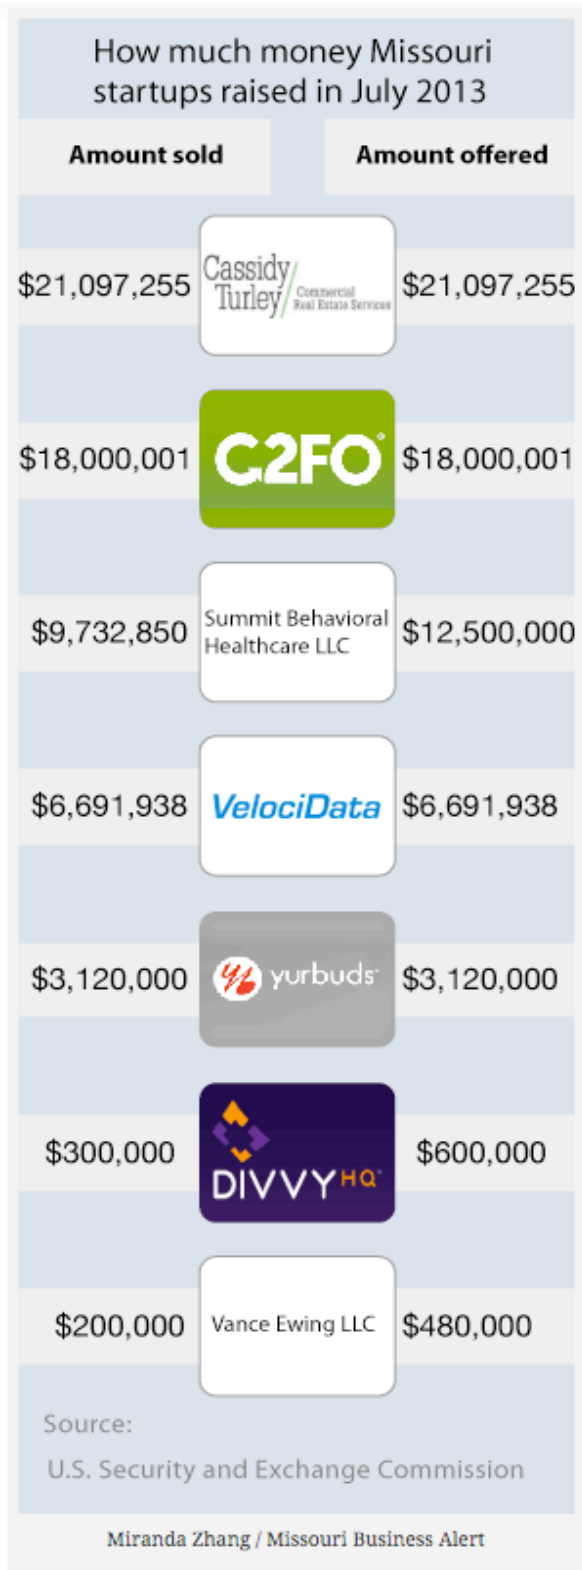 How much money Missouri
startups raised in July 2013
Amount sold Amount offered
$21,097,255 Cassidy Turley Commercial Real Estate Services $21,097,255
$18,000,001 C2FO $18,000,001
$9,732,850 Summit Behavioral Healthcare LLC $12,500,000
$6,691,938 VelociData $6,691,938
$3,120,000 yurbuds $3,120,000
$300,000 DIVVYHQ $600,000
$200,000 Vance Ewing LLC $480,000
Source:
U.S. Security and Exchange Commission
Miranda Zhang / Missouri Business Alert